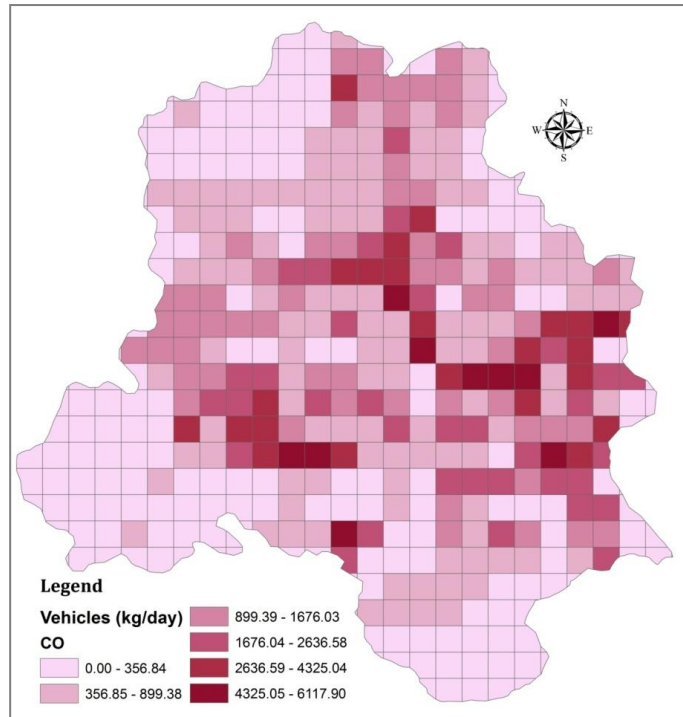 N
W E
S
Legend
Vehicles (kg/day)
CO
0.00 - 356.84
356.85 - 899.38
899.39 - 1676.03
1676.04 - 2636.58
2636.59 - 4325.04
4325.05 - 6117.90